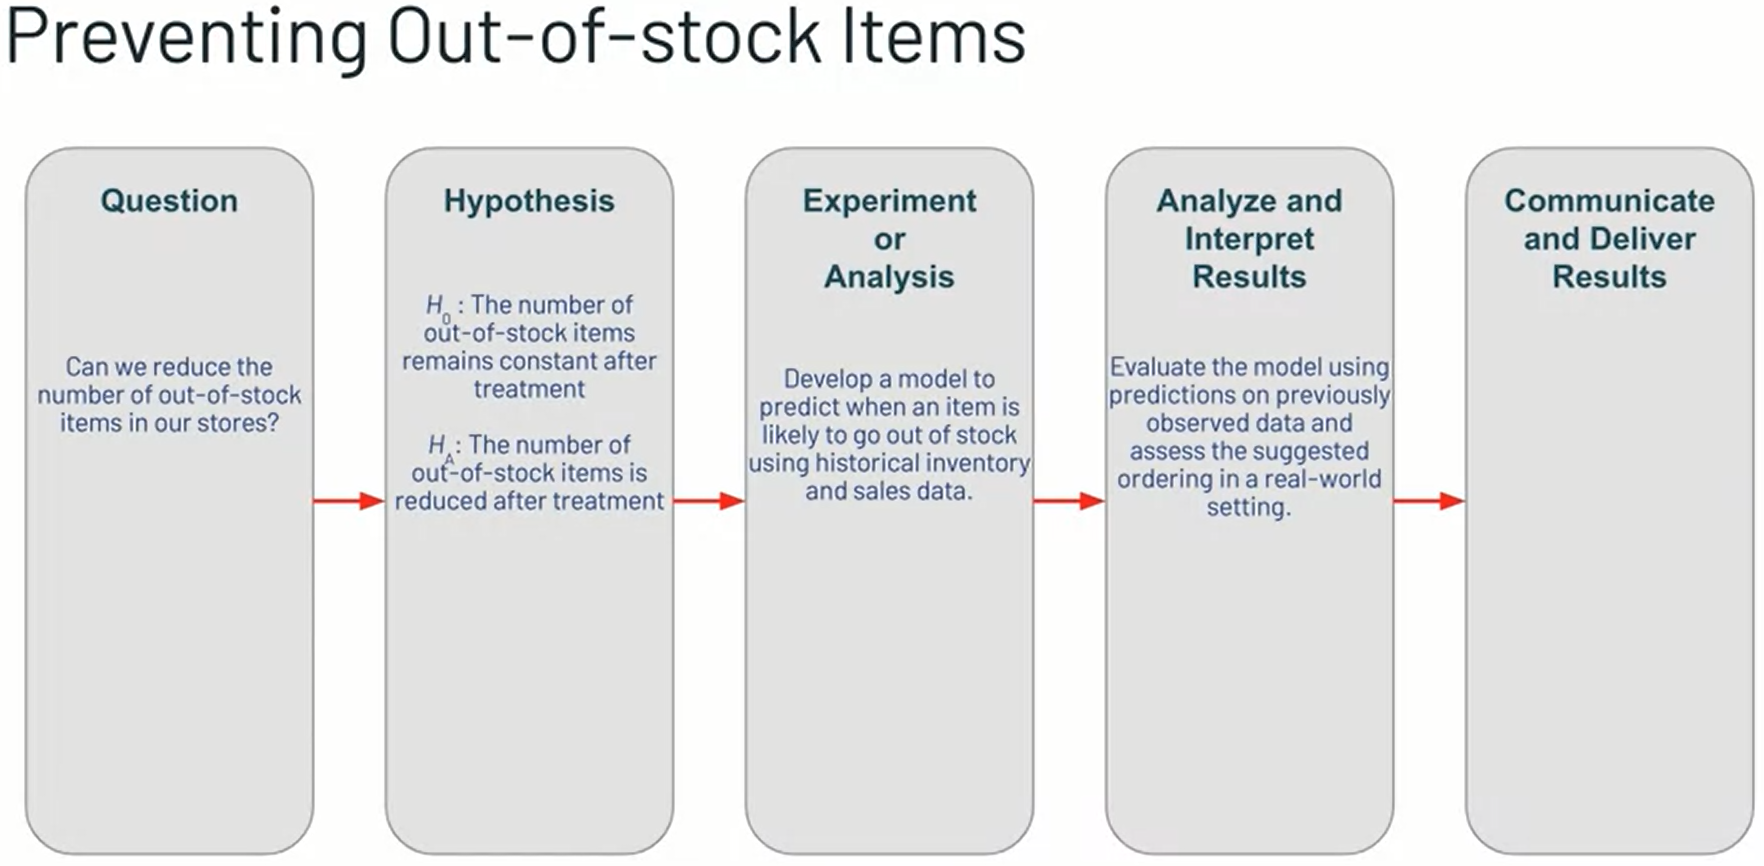 Preventing Out-of-stock Items
Question
Can we reduce the
number of out-of-stock
items in our stores?
Hypothesis
H₀ : The number of
out-of-stock items
remains constant after
treatment
Hₐ: The number of
out-of-stock items is
reduced after treatment
Experiment
or
Analysis
Develop a model to
predict when an item is
likely to go out of stock
using historical inventory
and sales data.
Analyze and
Interpret
Results
Evaluate the model using
predictions on previously
observed data and
assess the suggested
ordering in a real-world
setting.
Communicate
and Deliver
Results